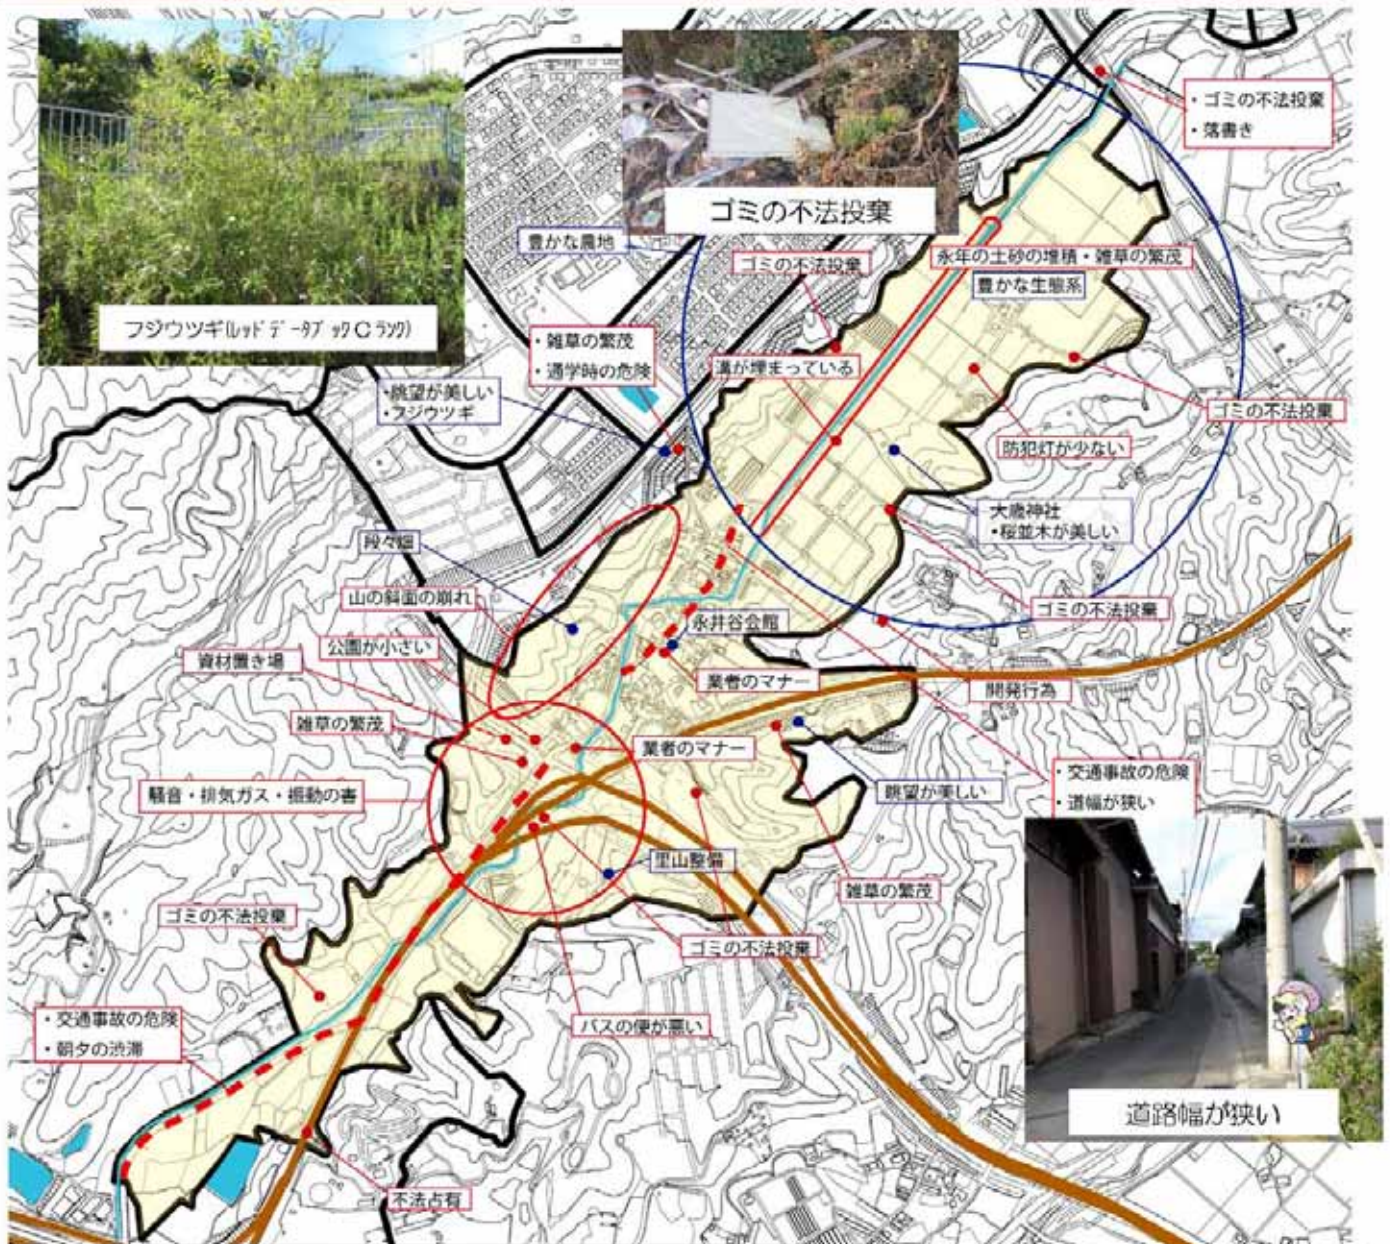 フジウツギ(レッドデータブックCランク)
ゴミの不法投棄
・ゴミの不法投棄
・落書き
豊かな農地
ゴミの不法投棄
永年の土砂の堆積・雑草の繁茂
豊かな生態系
・雑草の繁茂
・通学時の危険
溝が埋まっている
・眺望が美しい
・フジウツギ
ゴミの不法投棄
防犯灯が少ない
大歳神社
・桜並木が美しい
段々畑
山の斜面の崩れ
ゴミの不法投棄
永井谷会館
公園が小さい
資材置き場
業者のマナー
開発行為
雑草の繁茂
業者のマナー
・交通事故の危険
・道幅が狭い
騒音・排気ガス・振動の害
眺望が美しい
里山整備
雑草の繁茂
ゴミの不法投棄
ゴミの不法投棄
バスの便が悪い
・交通事故の危険
・朝夕の渋滞
道路幅が狭い
不法占有